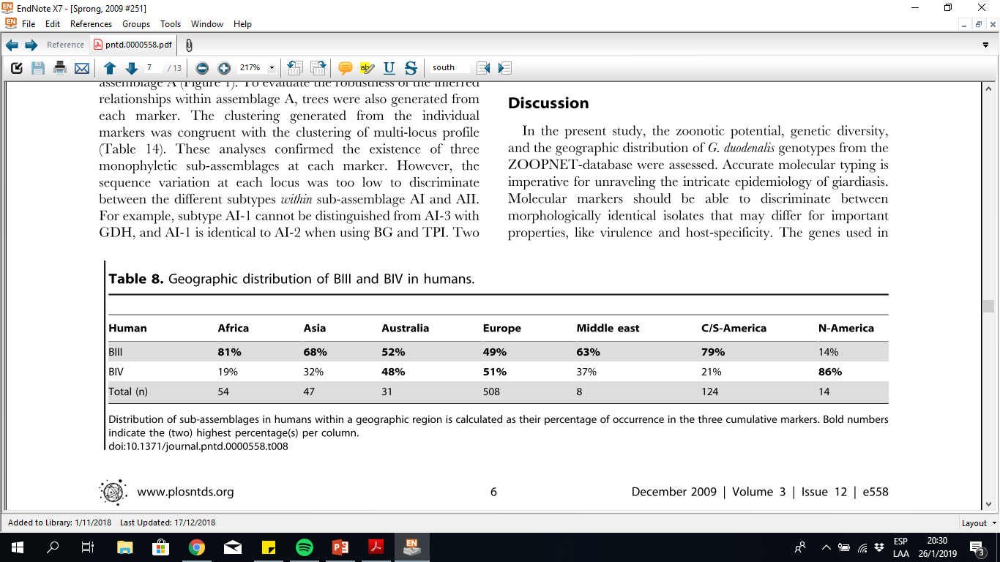 EndNote X7 - [Sprong, 2009 #251]
File Edit References Groups Tools Window Help
Reference pntd.0000558.pdf
7 / 13 217% south
assemblage A (Figure 1). To evaluate the robustness of the inferred
relationships within assemblage A, trees were also generated from
each marker. The clustering generated from the individual
markers was congruent with the clustering of multi-locus profile
(Table 14). These analyses confirmed the existence of three
monophyletic sub-assemblages at each marker. However, the
sequence variation at each locus was too low to discriminate
between the different subtypes within sub-assemblage AI and AII.
For example, subtype AI-1 cannot be distinguished from AI-3 with
GDH, and AI-1 is identical to AI-2 when using BG and TPI. Two
Discussion
In the present study, the zoonotic potential, genetic diversity,
and the geographic distribution of G. duodenalis genotypes from the
ZOOPNET-database were assessed. Accurate molecular typing is
imperative for unraveling the intricate epidemiology of giardiasis.
Molecular markers should be able to discriminate between
morphologically identical isolates that may differ for important
properties, like virulence and host-specificity. The genes used in
Table 8. Geographic distribution of BIII and BIV in humans.
Human Africa Asia Australia Europe Middle east C/S-America N-America
BIII 81% 68% 52% 49% 63% 79% 14%
BIV 19% 32% 48% 51% 37% 21% 86%
Total (n) 54 47 31 508 8 124 14
Distribution of sub-assemblages in humans within a geographic region is calculated as their percentage of occurrence in the three cumulative markers. Bold numbers
indicate the (two) highest percentage(s) per column.
doi:10.1371/journal.pntd.0000558.t008
www.plosntds.org 6 December 2009 | Volume 3 | Issue 12 | e558
Added to Library: 1/11/2018 Last Updated: 17/12/2018 Layout
ESP 20:30
LAA 26/1/2019 3